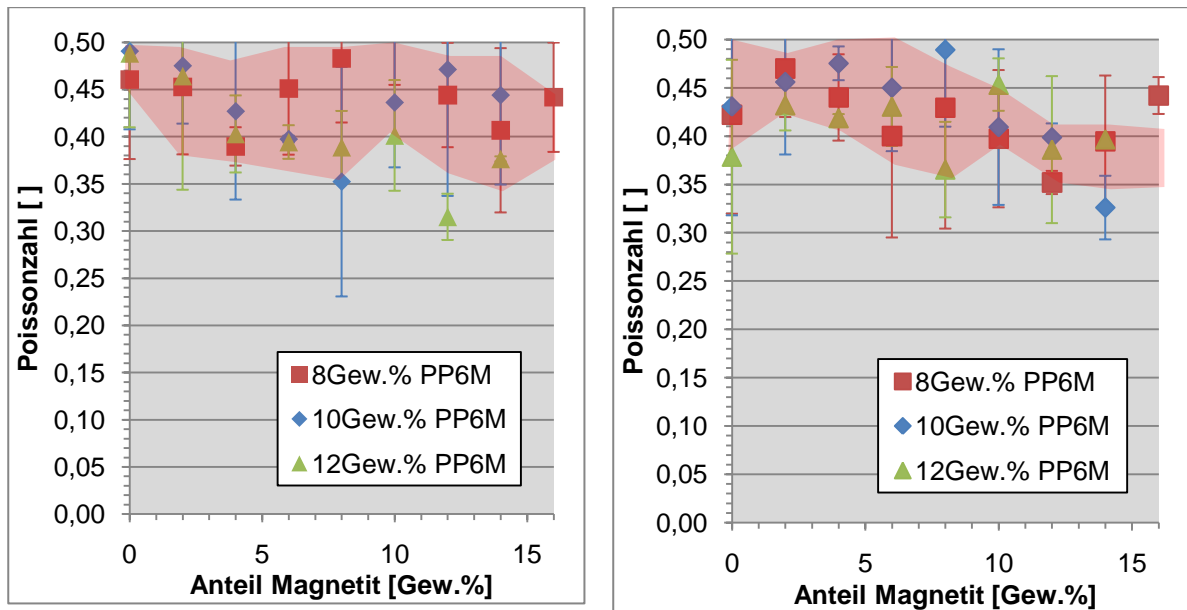 0,50
0,45
0,40
0,35
0,30
0,25
0,20
0,15
0,10
0,05
0,00
Poissonzahl [ ]
8Gew.% PP6M
10Gew.% PP6M
12Gew.% PP6M
0 5 10 15
Anteil Magnetit [Gew.%]
0,50
0,45
0,40
0,35
0,30
0,25
0,20
0,15
0,10
0,05
0,00
Poissonzahl [ ]
8Gew.% PP6M
10Gew.% PP6M
12Gew.% PP6M
0 5 10 15
Anteil Magnetit [Gew.%]